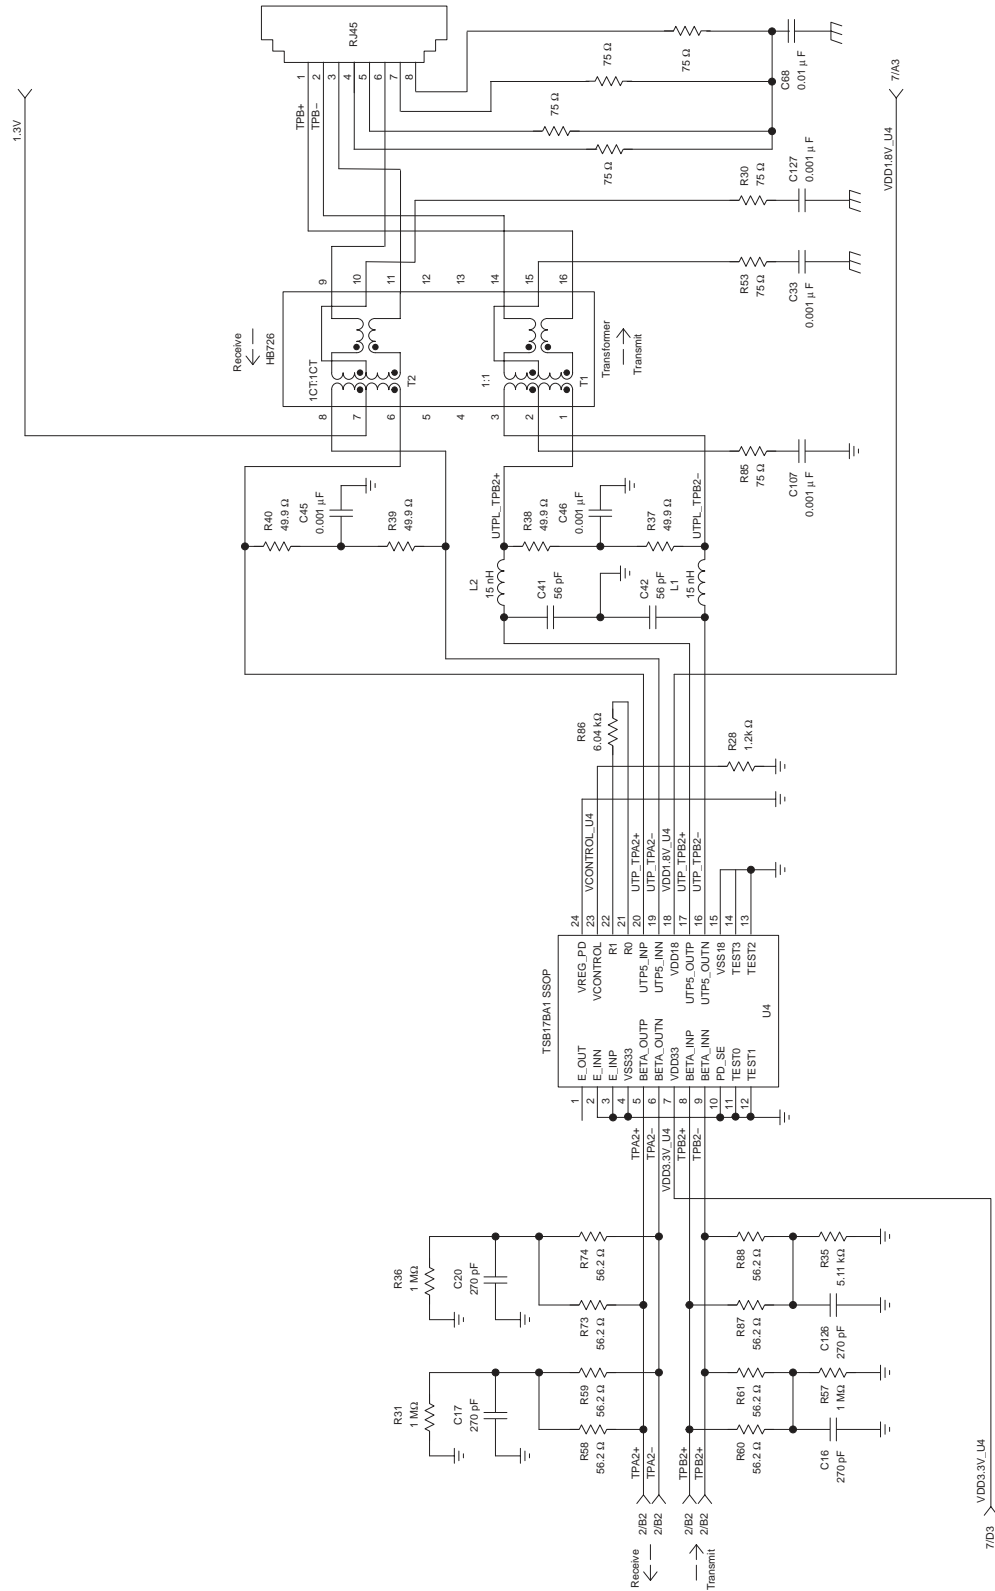 RJ45
1
2
3
4
5
6
7
8
TPB+
TPB−
75 Ω
75 Ω
75 Ω
75 Ω
C68
0.01 µ F
1.3V
7/A3
VDD1.8V_U4
R30
75 Ω
C127
0.001 µ F
R53
75 Ω
C33
0.001 µ F
Receive
HB726
9
10
11
12
13
14
15
16
1CT:1CT
T2
1:1
T1
Transformer
Transmit
8
7
6
5
4
3
2
1
R85
75 Ω
C107
0.001 µ F
R40
49.9 Ω
C45
0.001 µF
R39
49.9 Ω
UTPL_TPB2+
R38
49.9 Ω
C46
0.001 µF
R37
49.9 Ω
UTPL_TPB2−
L2
15 nH
C41
56 pF
C42
56 pF
L1
15 nH
R86
6.04 kΩ
R28
1.2k Ω
VCONTROL_U4
UTP_TPA2+
UTP_TPA2−
VDD1.8V_U4
UTP_TPB2+
UTP_TPB2−
24
23
22
21
20
19
18
17
16
15
14
13
TSB17BA1 SSOP
VREG_PD
VCONTROL
R1
R0
UTP5_INP
UTP5_INN
VDD18
UTP5_OUTP
UTP5_OUTN
VSS18
TEST3
TEST2
U4
E_OUT
E_INN
E_INP
VSS33
BETA_OUTP
BETA_OUTN
VDD33
BETA_INP
BETA_INN
PD_SE
TEST0
TEST1
1
2
3
4
5
6
7
8
9
10
11
12
TPA2+
TPA2−
VDD3.3V_U4
TPB2+
TPB2−
R36
1 MΩ
C20
270 pF
R74
56.2 Ω
R73
56.2 Ω
R88
56.2 Ω
R35
5.11 kΩ
R87
56.2 Ω
C126
270 pF
R31
1 MΩ
C17
270 pF
R59
56.2 Ω
R58
56.2 Ω
R61
56.2 Ω
R57
1 MΩ
R60
56.2 Ω
C16
270 pF
TPA2+
TPA2−
TPB2+
TPB2+
2/B2
2/B2
2/B2
2/B2
Receive
Transmit
VDD3.3V_U4
7/D3